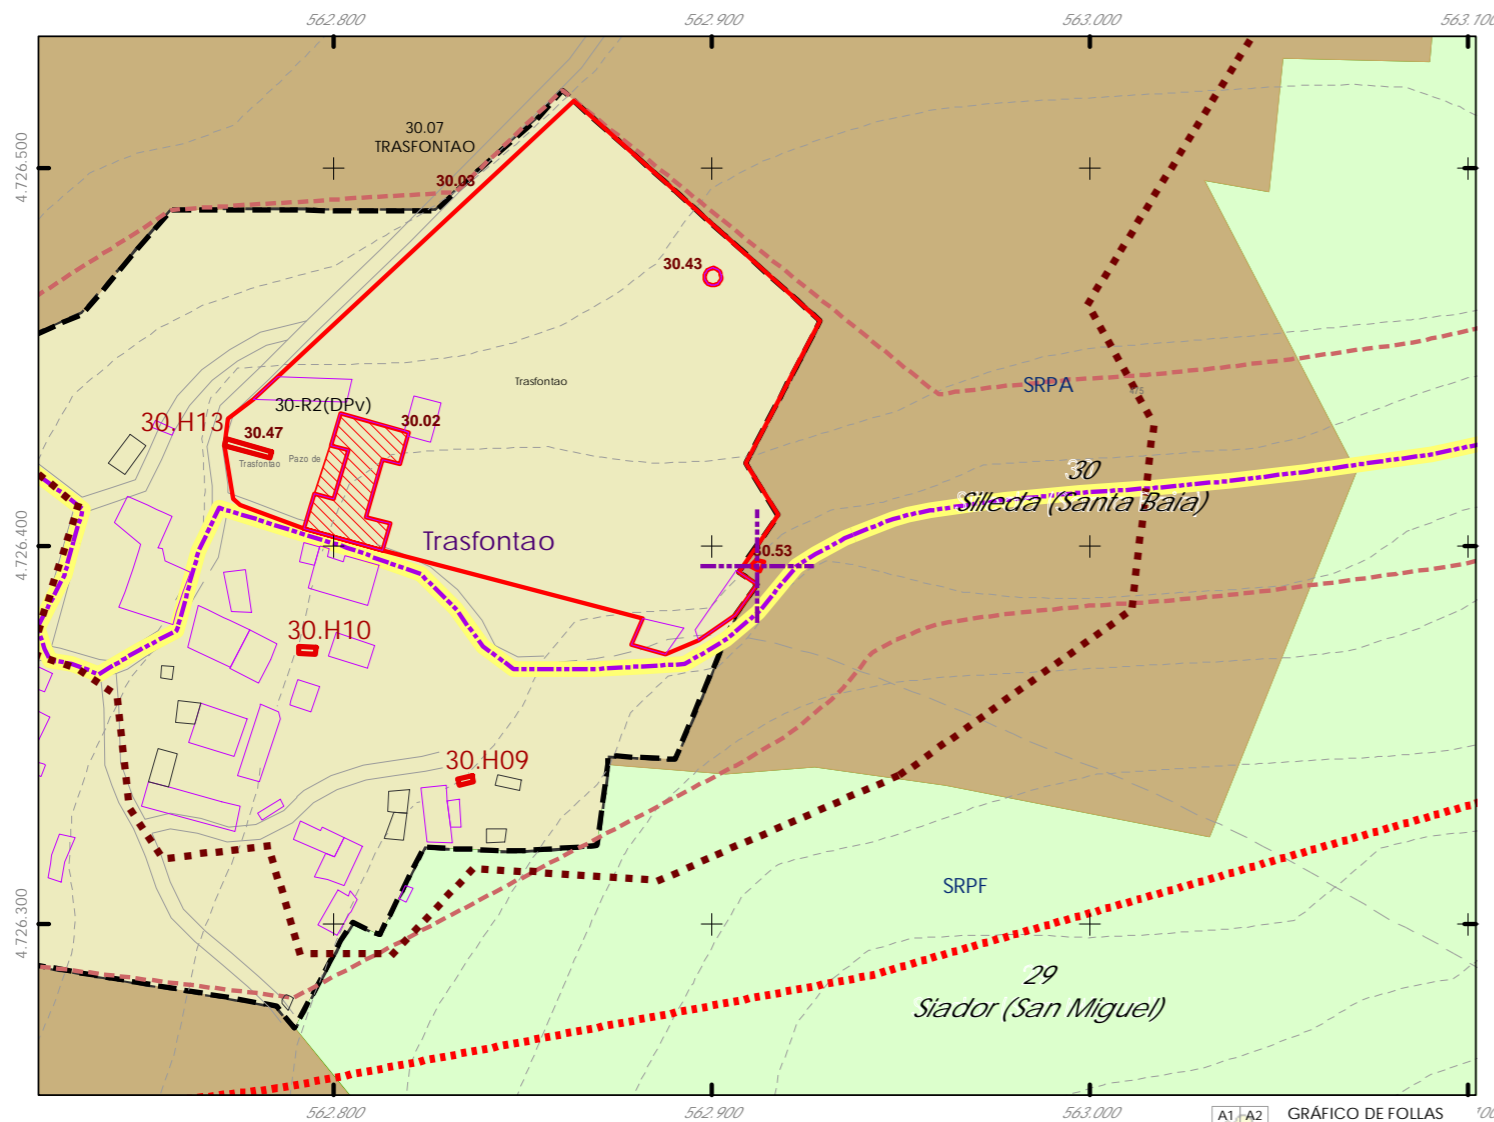 562.800
562.900
563.000
563.100
4.726.500
4.726.400
4.726.300
30.07
TRASFONTAO
30.03
30.43
Trasfontao
SRPA
30-R2(DPv)
30.02
30.H13
30.47
Pazo de
Trasfontao
30
Silleda (Santa Baia)
Trasfontao
30.53
30.H10
30.H09
SRPF
29
Siador (San Miguel)
562.800
562.900
563.000
A1 A2
GRÁFICO DE FOLLAS